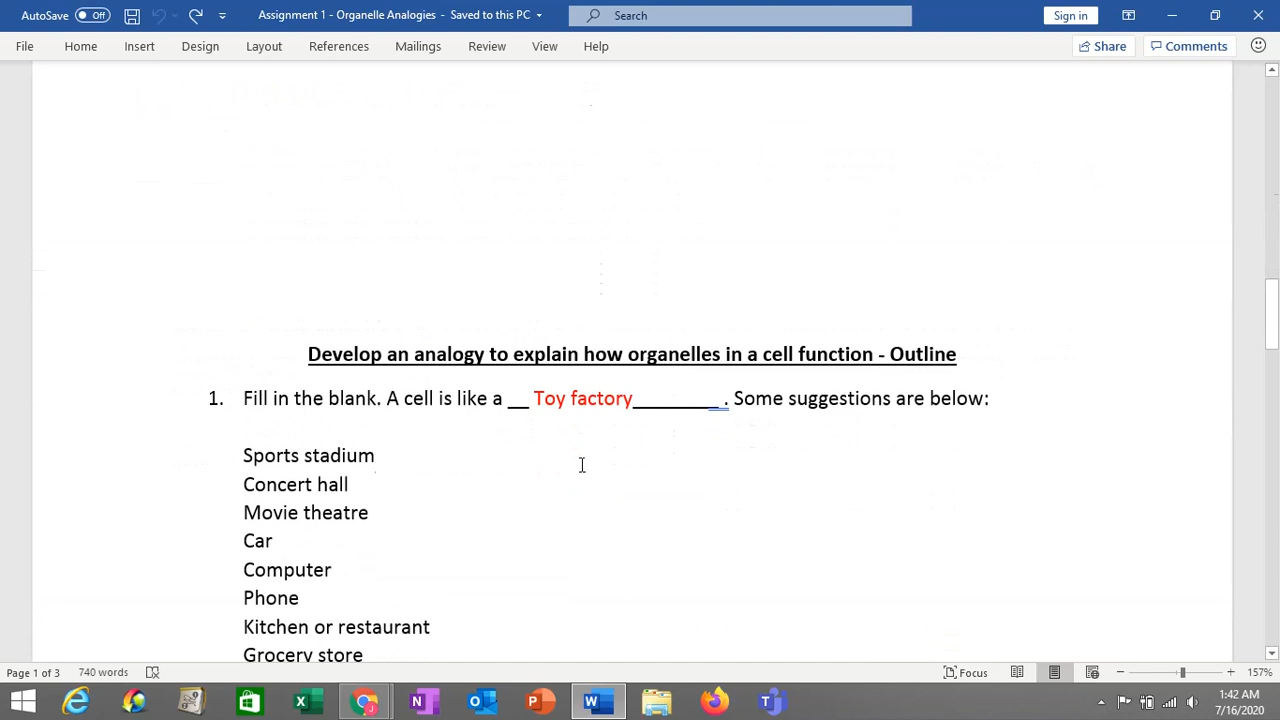 AutoSave Off Assignment 1 - Organelle Analogies - Saved to this PC Search Sign in
File Home Insert Design Layout References Mailings Review View Help Share Comments
Develop an analogy to explain how organelles in a cell function - Outline
1. Fill in the blank. A cell is like a __ Toy factory________ . Some suggestions are below:
Sports stadium
Concert hall
Movie theatre
Car
Computer
Phone
Kitchen or restaurant
Grocery store
Page 1 of 3 740 words Focus 157%
1:42 AM
7/16/2020